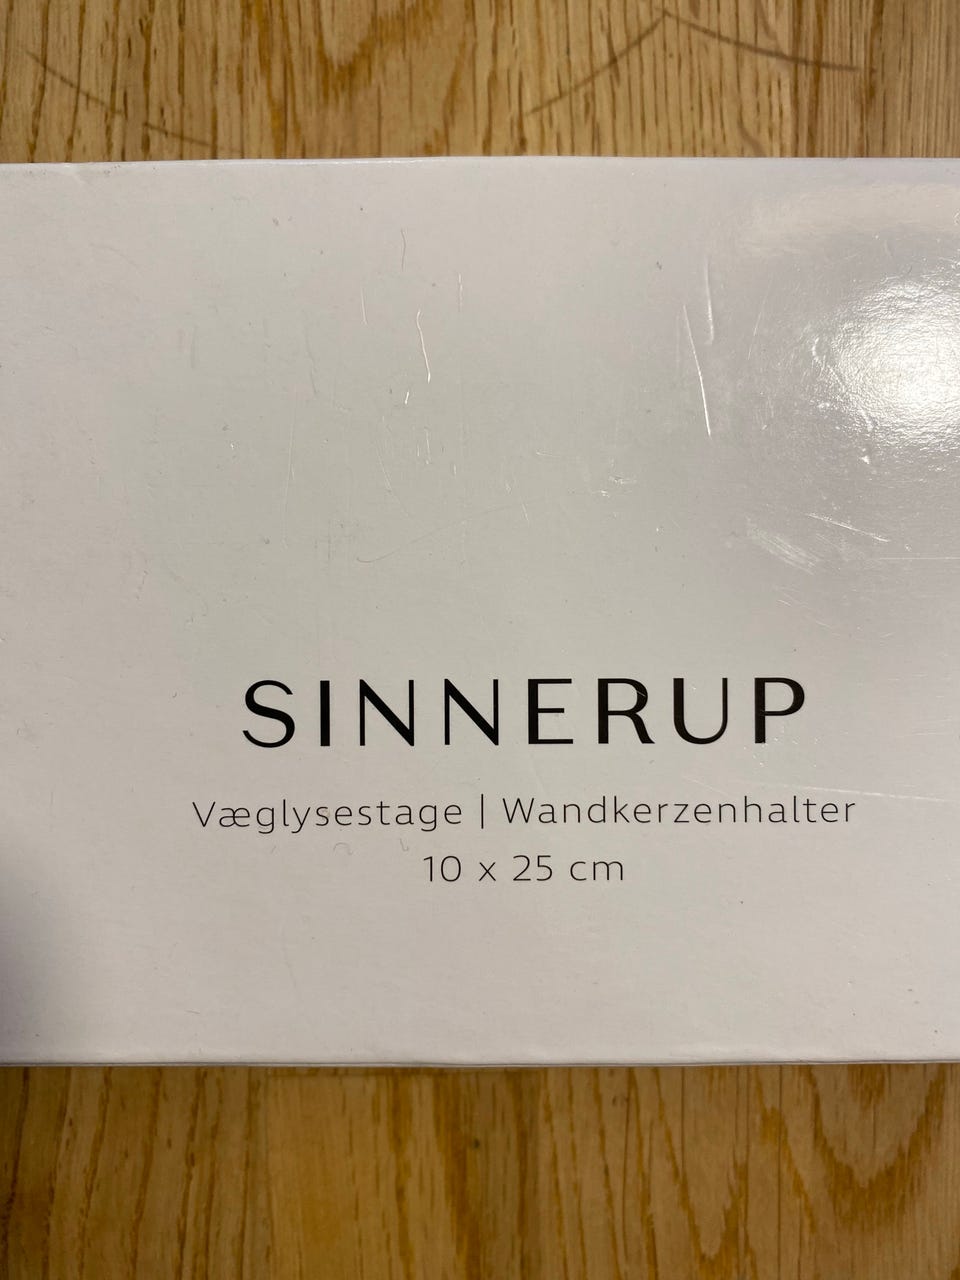 SINNERUP
Væglysestage | Wandkerzenhalter
10 x 25 cm